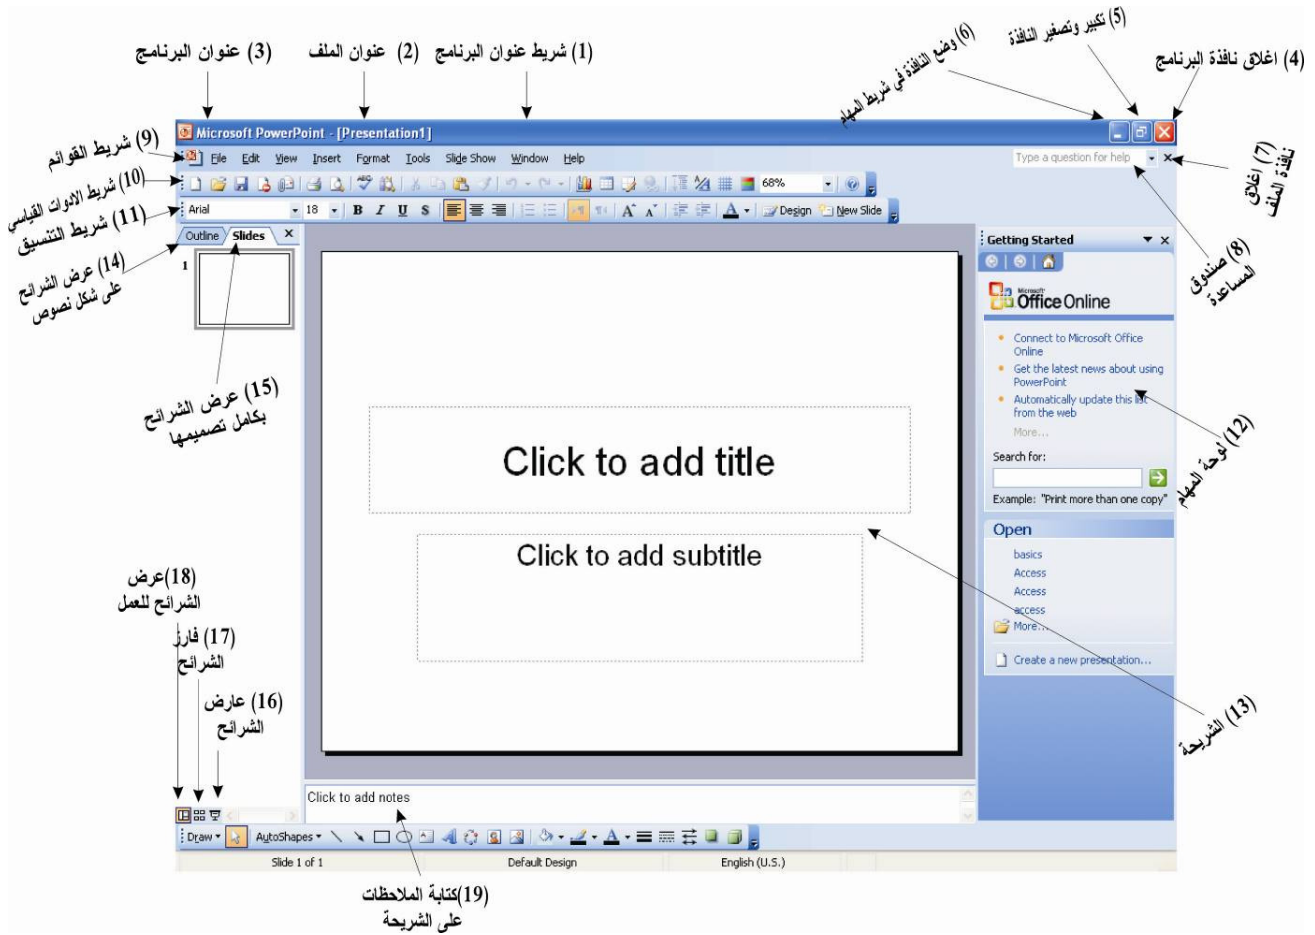 (3) عنوان البرنامج
(2) عنوان الملف
(1) شريط عنوان البرنامج
(6) وضع النافذة في شريط المهام
(5) تكبير وتصغير النافذة
(4) اغلاق نافذة البرنامج
Microsoft PowerPoint - [Presentation1]
(9) شريط القوائم
File Edit View Insert Format Tools Slide Show Window Help
Type a question for help
(7) اغلاق
نافذة الملف
(10) شريط الادوات القياسي
68%
(11) شريط التنسيق
Arial 18 B I U S Design New Slide
Outline Slides
Getting Started
(8) صندوق
المساعدة
(14) عرض الشرائح
على شكل نصوص
1
Microsoft
Office Online
Connect to Microsoft Office
Online
Get the latest news about using
PowerPoint
Automatically update this list
from the web
More...
(15) عرض الشرائح
بكامل تصميمها
(12) لوحة المهام
Click to add title
Search for:
Example: "Print more than one copy"
Click to add subtitle
Open
basics
Access
Access
access
More...
Create a new presentation...
(18)عرض
الشرائح للعمل
(17) فارز
الشرائح
(16) عارض
الشرائح
(13) الشريحة
Click to add notes
Draw AutoShapes
Slide 1 of 1 Default Design English (U.S.)
(19)كتابة الملاحظات
على الشريحة